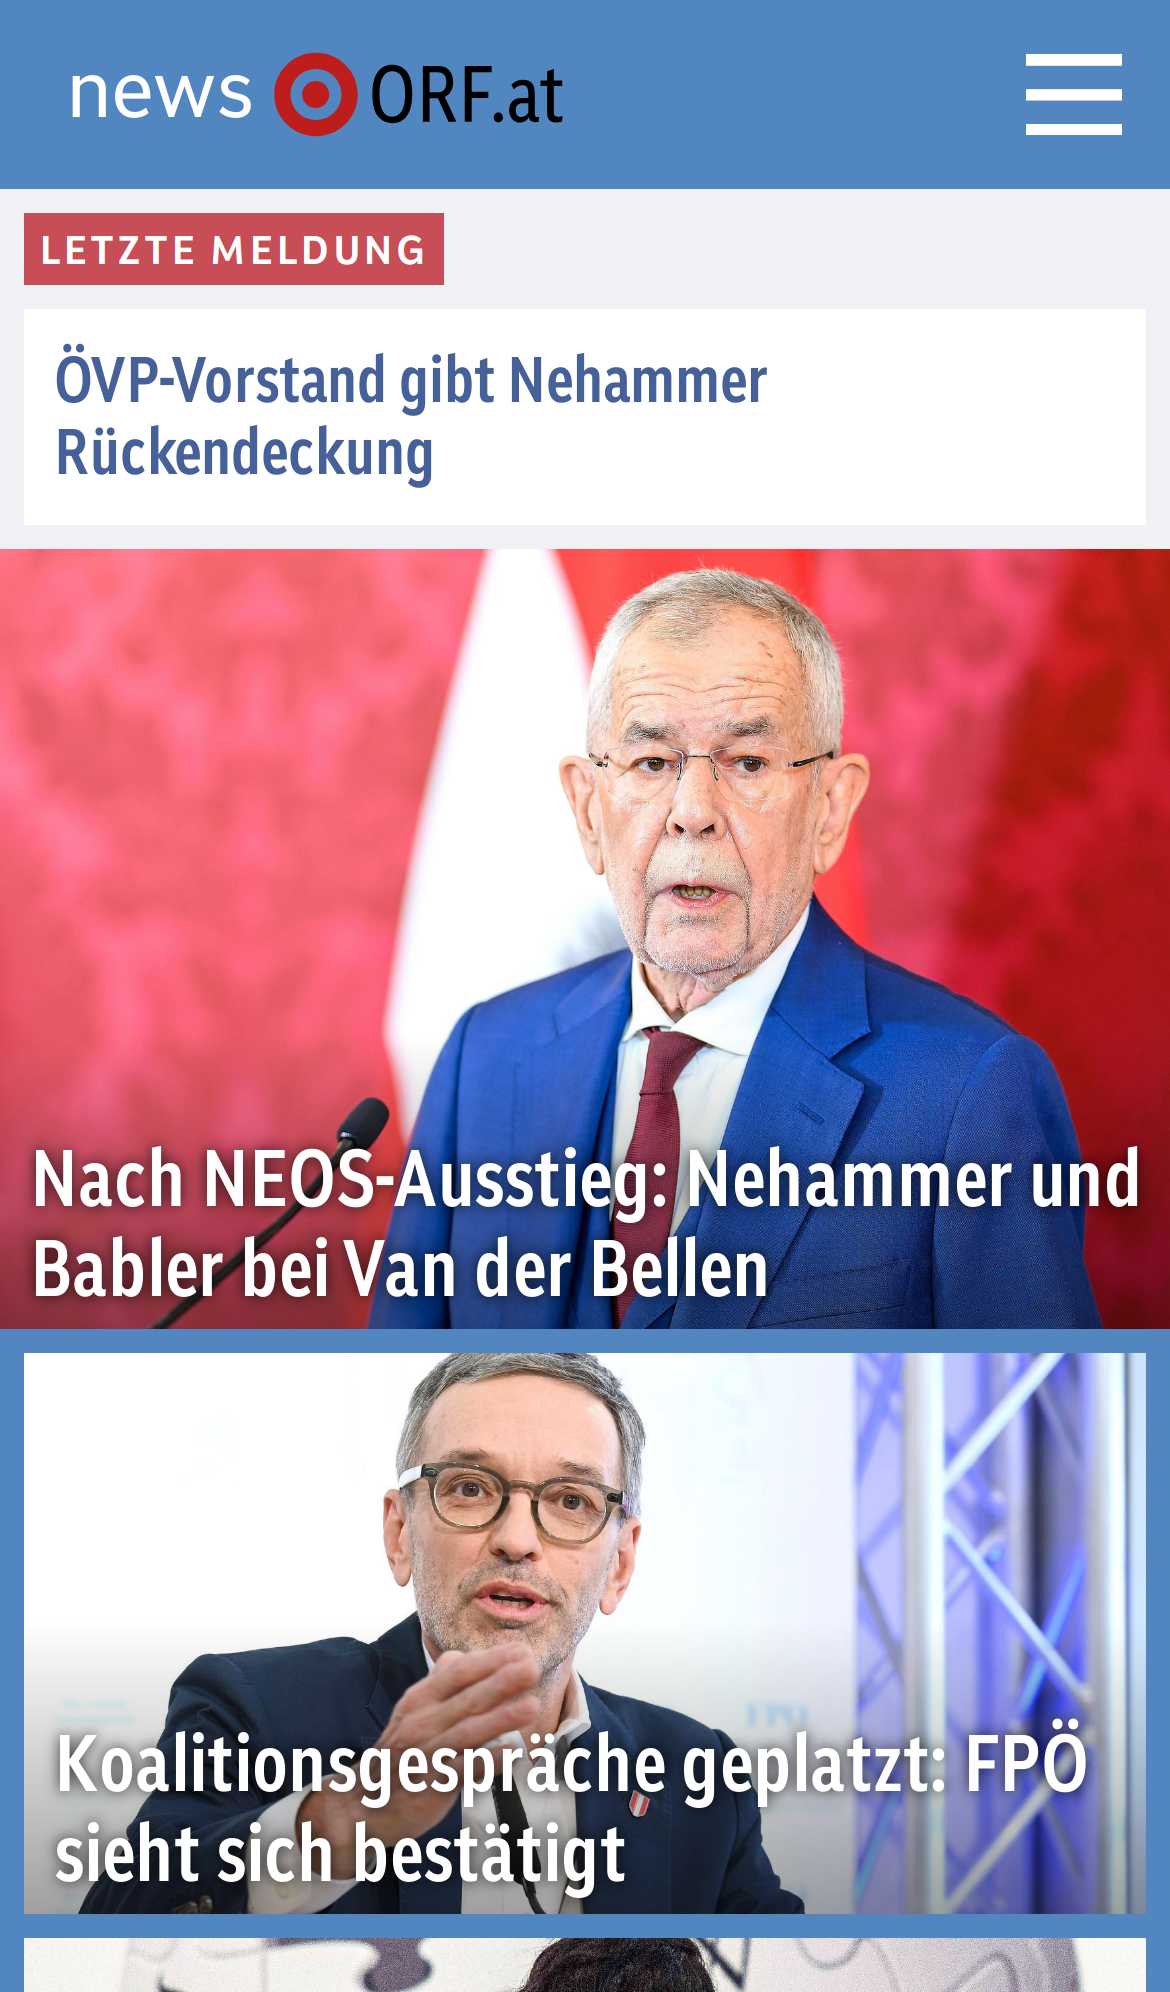 news ORF.at
LETZTE MELDUNG
ÖVP-Vorstand gibt Nehammer
Rückendeckung
Nach NEOS-Ausstieg: Nehammer und
Babler bei Van der Bellen
FPÖ
Koalitionsgespräche geplatzt: FPÖ
sieht sich bestätigt